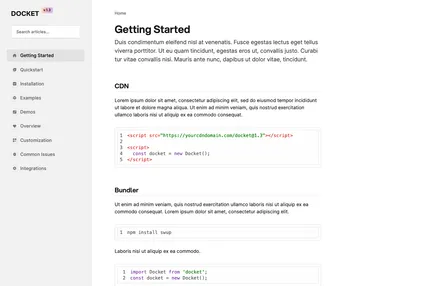 DOCKET v1.3
Search articles...
Getting Started
Quickstart
Installation
Examples
Demos
Overview
Customization
Common Issues
Integrations
Home
Getting Started
Duis condimentum eleifend nisl at venenatis. Fusce egestas lectus eget tellus
viverra porttitor. Ut eu quam tincidunt, egestas eros ut, convallis justo. Curabi
tur vitae convallis nisl. Mauris ante nunc, dapibus ut dolor vitae, tincidunt.
CDN
Lorem ipsum dolor sit amet, consectetur adipiscing elit, sed do eiusmod tempor incididunt
ut labore et dolore magna aliqua. Ut enim ad minim veniam, quis nostrud exercitation
ullamco laboris nisi ut aliquip ex ea commodo consequat.
1 <script src="https://yourcdndomain.com/docket@1.3"></script>
2
3 <script>
4 const docket = new Docket();
5 </script>
Bundler
Ut enim ad minim veniam, quis nostrud exercitation ullamco laboris nisi ut aliquip ex ea
commodo consequat. Lorem ipsum dolor sit amet, consectetur adipiscing elit.
1 npm install swup
Laboris nisi ut aliquip ex ea commodo.
1 import Docket from 'docket';
2 const docket = new Docket();